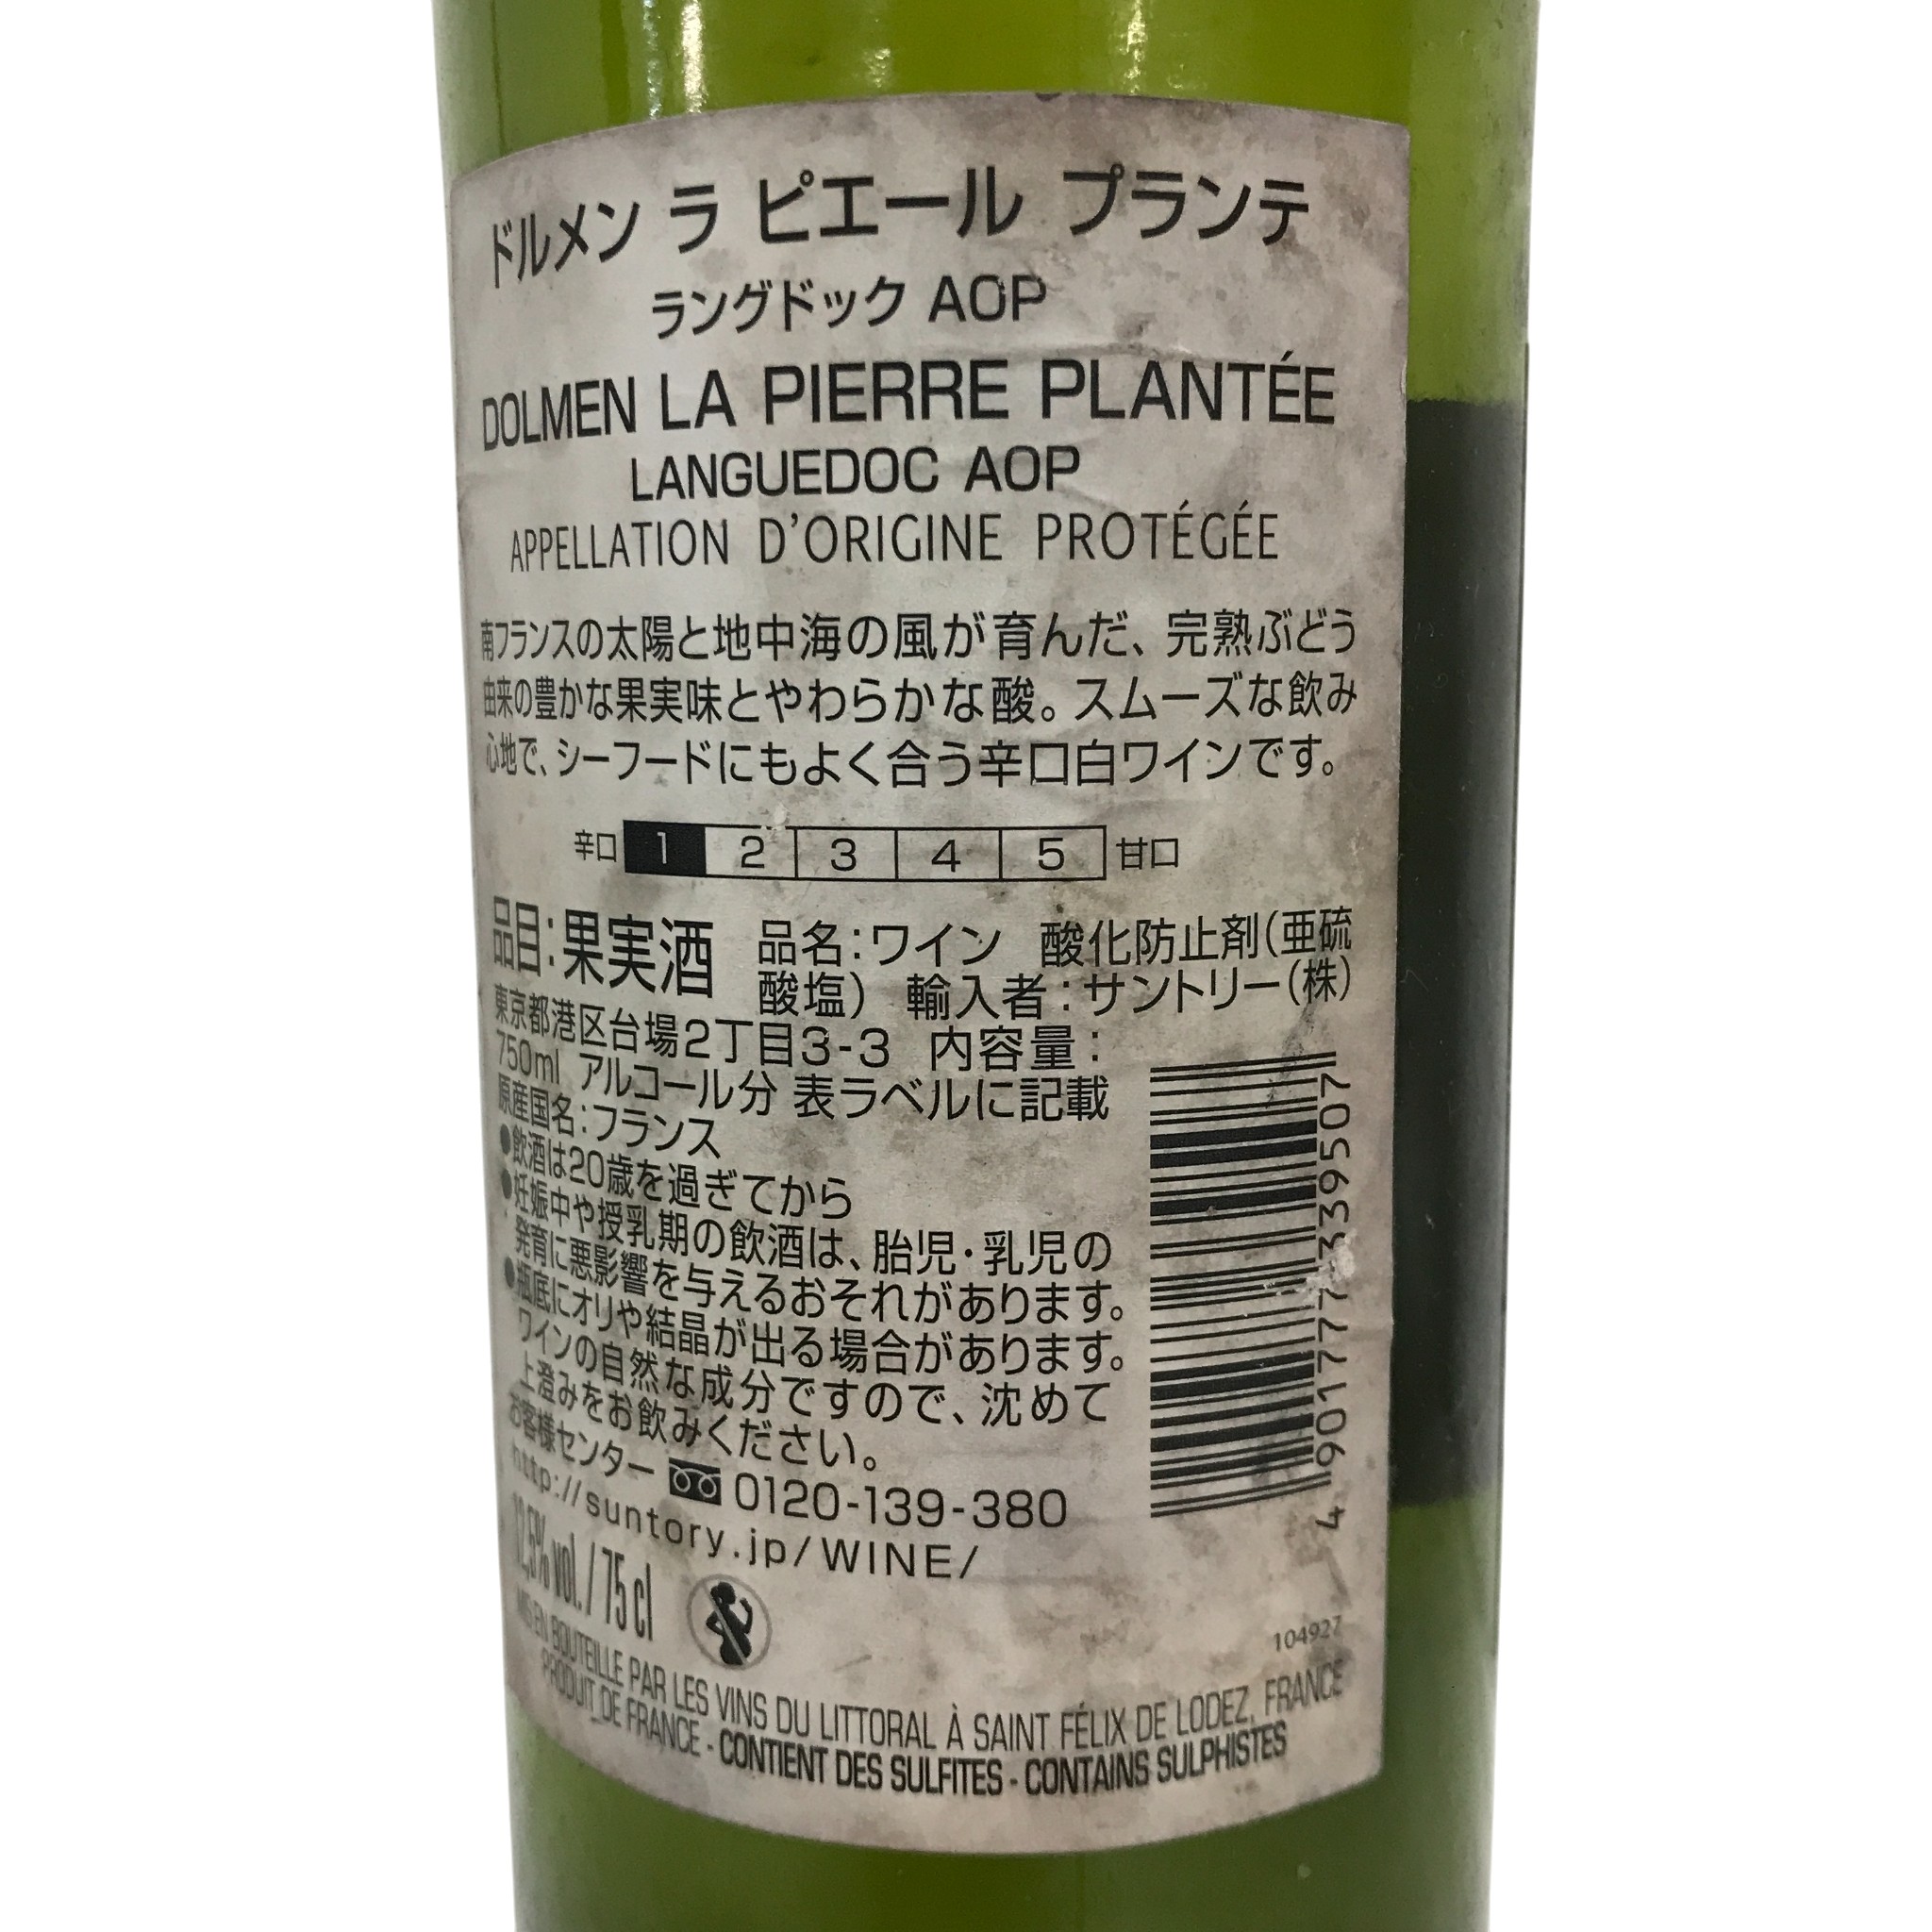 ドルメン ラ ピエール プランテ
ラングドック AOP
DOLMEN LA PIERRE PLANTÉE
LANGUEDOC AOP
APPELLATION D'ORIGINE PROTÉGÉE
南フランスの太陽と地中海の風が育んだ、完熟ぶどう
由来の豊かな果実味とやわらかな酸。スムーズな飲み
心地で、シーフードにもよく合う辛口白ワインです。
辛口 1 2 3 4 5 甘口
品目:果実酒 品名:ワイン 酸化防止剤(亜硫
酸塩) 輸入者:サントリー(株)
東京都港区台場2丁目3-3 内容量:
750ml アルコール分 表ラベルに記載
原産国名:フランス
●飲酒は20歳を過ぎてから
●妊娠中や授乳期の飲酒は、胎児・乳児の
発育に悪影響を与えるおそれがあります。
●瓶底にオリや結晶が出る場合があります。
ワインの自然な成分ですので、沈めて
上澄みをお飲みください。
お客様センター 0120-139-380
http://suntory.jp/WINE/
4 901777 339507
12,5% vol. / 75 cl
104927
MIS EN BOUTEILLE PAR LES VINS DU LITTORAL À SAINT FÉLIX DE LODEZ, FRANCE
PRODUIT DE FRANCE - CONTIENT DES SULFITES - CONTAINS SULPHISTES